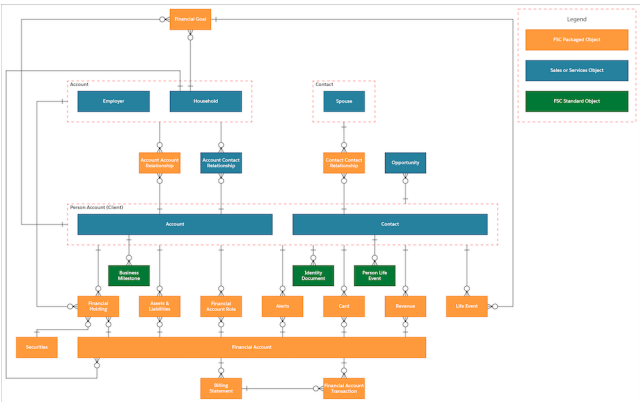 Financial Goal
Legend
FSC Packaged Object
Sales or Services Object
FSC Standard Object
Account
Employer
Household
Contact
Spouse
Account Account
Relationship
Account Contact
Relationship
Contact Contact
Relationship
Opportunity
Person Account (Client)
Account
Contact
Business
Milestone
Identity
Document
Person Life
Event
Financial
Holding
Assets &
Liabilities
Financial
Account Role
Alerts
Card
Revenue
Life Event
Securities
Financial Account
Billing
Statement
Financial Account
Transaction